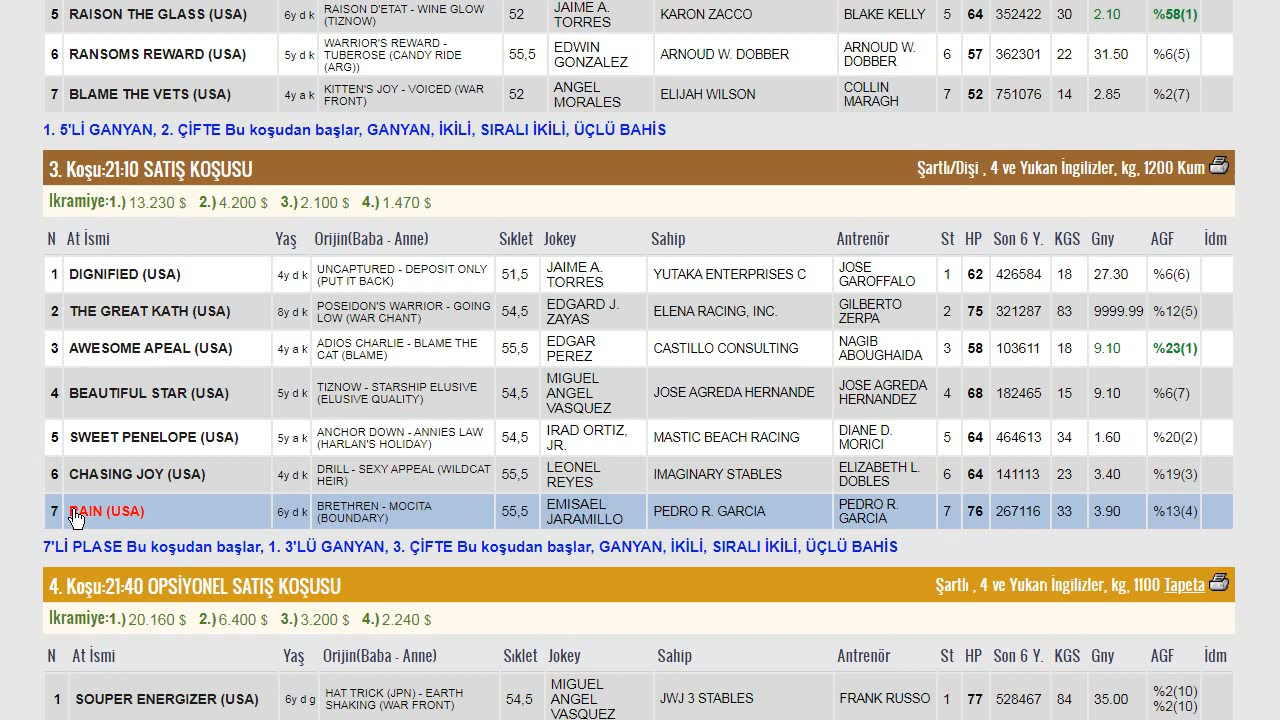 5 RAISON THE GLASS (USA) 6y d k RAISON D'ETAT - WINE GLOW (TIZNOW) 52 JAIME A. TORRES KARON ZACCO BLAKE KELLY 5 64 352422 30 2.10 %58(1)
6 RANSOMS REWARD (USA) 5y d k WARRIOR'S REWARD - TUBEROSE (CANDY RIDE (ARG)) 55,5 EDWIN GONZALEZ ARNOUD W. DOBBER ARNOUD W. DOBBER 6 57 362301 22 31.50 %6(5)
7 BLAME THE VETS (USA) 4y a k KITTEN'S JOY - VOICED (WAR FRONT) 52 ANGEL MORALES ELIJAH WILSON COLLIN MARAGH 7 52 751076 14 2.85 %2(7)
1. 5'Lİ GANYAN, 2. ÇİFTE Bu koşudan başlar, GANYAN, İKİLİ, SIRALI İKİLİ, ÜÇLÜ BAHİS
3. Koşu:21:10 SATIŞ KOŞUSU Şartlı/Dişi , 4 ve Yukarı İngilizler, kg, 1200 Kum
İkramiye:1.) 13.230 $ 2.) 4.200 $ 3.) 2.100 $ 4.) 1.470 $
N At İsmi Yaş Orijin(Baba - Anne) Sıklet Jokey Sahip Antrenör St HP Son 6 Y. KGS Gny AGF İdm
1 DIGNIFIED (USA) 4y d k UNCAPTURED - DEPOSIT ONLY (PUT IT BACK) 51,5 JAIME A. TORRES YUTAKA ENTERPRISES C JOSE GAROFFALO 1 62 426584 18 27.30 %6(6)
2 THE GREAT KATH (USA) 8y d k POSEIDON'S WARRIOR - GOING LOW (WAR CHANT) 54,5 EDGARD J. ZAYAS ELENA RACING, INC. GILBERTO ZERPA 2 75 321287 83 9999.99 %12(5)
3 AWESOME APEAL (USA) 4y a k ADIOS CHARLIE - BLAME THE CAT (BLAME) 55,5 EDGAR PEREZ CASTILLO CONSULTING NAGIB ABOUGHAIDA 3 58 103611 18 9.10 %23(1)
4 BEAUTIFUL STAR (USA) 5y d k TIZNOW - STARSHIP ELUSIVE (ELUSIVE QUALITY) 54,5 MIGUEL ANGEL VASQUEZ JOSE AGREDA HERNANDE JOSE AGREDA HERNANDEZ 4 68 182465 15 9.10 %6(7)
5 SWEET PENELOPE (USA) 5y a k ANCHOR DOWN - ANNIES LAW (HARLAN'S HOLIDAY) 54,5 IRAD ORTIZ, JR. MASTIC BEACH RACING DIANE D. MORICI 5 64 464613 34 1.60 %20(2)
6 CHASING JOY (USA) 4y d k DRILL - SEXY APPEAL (WILDCAT HEIR) 55,5 LEONEL REYES IMAGINARY STABLES ELIZABETH L. DOBLES 6 64 141113 23 3.40 %19(3)
7 RAIN (USA) 6y d k BRETHREN - MOCITA (BOUNDARY) 55,5 EMISAEL JARAMILLO PEDRO R. GARCIA PEDRO R. GARCIA 7 76 267116 33 3.90 %13(4)
7'Lİ PLASE Bu koşudan başlar, 1. 3'LÜ GANYAN, 3. ÇİFTE Bu koşudan başlar, GANYAN, İKİLİ, SIRALI İKİLİ, ÜÇLÜ BAHİS
4. Koşu:21:40 OPSİYONEL SATIŞ KOŞUSU Şartlı , 4 ve Yukarı İngilizler, kg, 1100 Tapeta
İkramiye:1.) 20.160 $ 2.) 6.400 $ 3.) 3.200 $ 4.) 2.240 $
N At İsmi Yaş Orijin(Baba - Anne) Sıklet Jokey Sahip Antrenör St HP Son 6 Y. KGS Gny AGF İdm
1 SOUPER ENERGIZER (USA) 6y d g HAT TRICK (JPN) - EARTH SHAKING (WAR FRONT) 54,5 MIGUEL ANGEL VASQUEZ JWJ 3 STABLES FRANK RUSSO 1 77 528467 84 35.00 %2(10) %2(10)